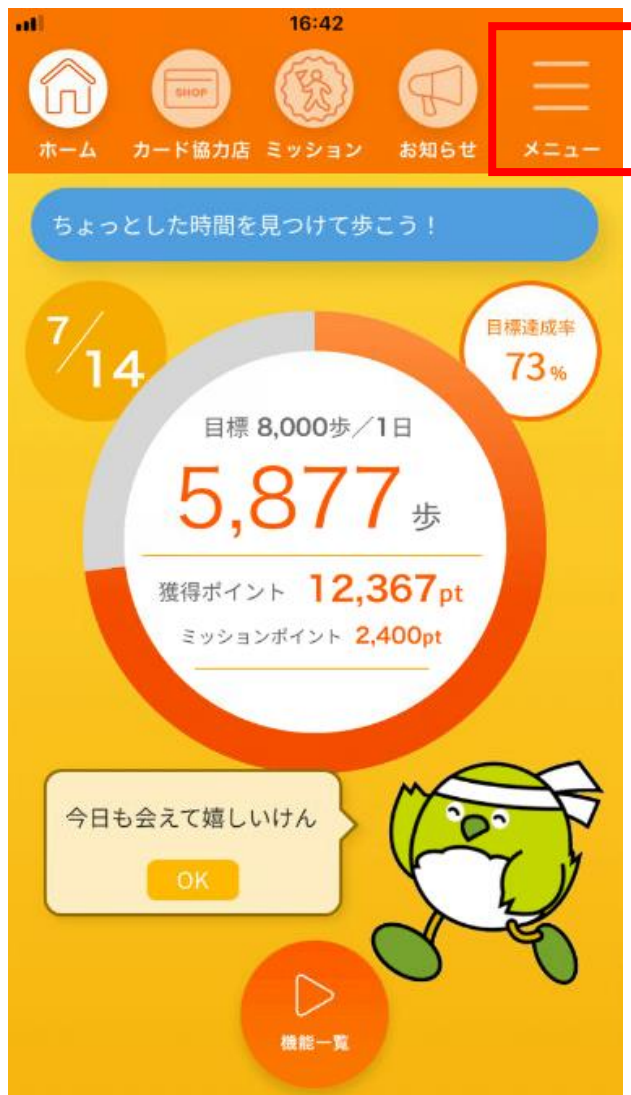 16:42
ホーム
SHOP
カード協力店
ミッション
お知らせ
メニュー
ちょっとした時間を見つけて歩こう！
7/14
目標達成率
73%
目標 8,000歩／1日
5,877歩
獲得ポイント 12,367pt
ミッションポイント 2,400pt
今日も会えて嬉しいけん
OK
機能一覧